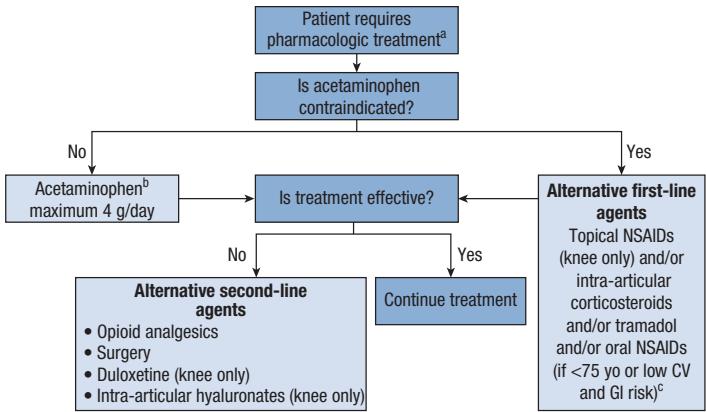 Patient requires
pharmacologic treatmentᵃ
Is acetaminophen
contraindicated?
No
Yes
Acetaminophenᵇ
maximum 4 g/day
Is treatment effective?
Alternative first-line
agents
Topical NSAIDs
(knee only) and/or
intra-articular
corticosteroids
and/or tramadol
and/or oral NSAIDs
(if <75 yo or low CV
and GI risk)ᶜ
No
Yes
Alternative second-line
agents
• Opioid analgesics
• Surgery
• Duloxetine (knee only)
• Intra-articular hyaluronates (knee only)
Continue treatment